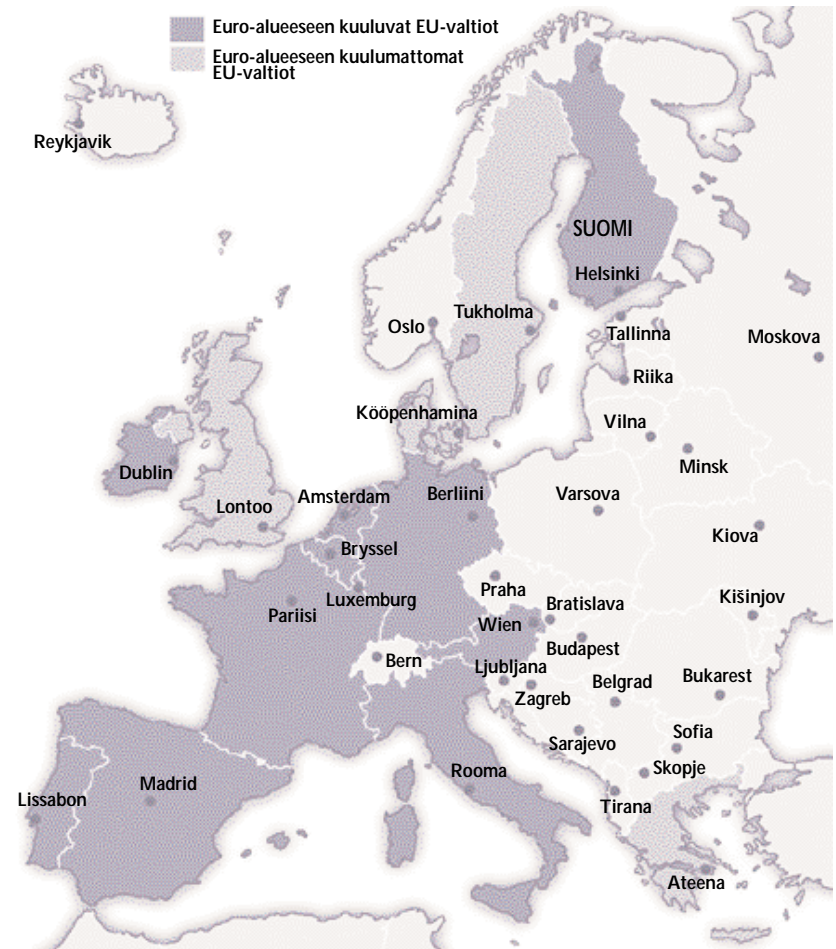 Euro-alueeseen kuuluvat EU-valtiot
Euro-alueeseen kuulumattomat
EU-valtiot
Reykjavik
SUOMI
Helsinki
Tukholma
Oslo
Tallinna
Moskova
Riika
Kööpenhamina
Vilna
Minsk
Dublin
Amsterdam
Berliini
Varsova
Lontoo
Kiova
Bryssel
Praha
Luxemburg
Pariisi
Bratislava
Kišinjov
Wien
Budapest
Bern
Ljubljana
Zagreb
Belgrad
Bukarest
Sarajevo
Sofia
Skopje
Rooma
Madrid
Lissabon
Tirana
Ateena